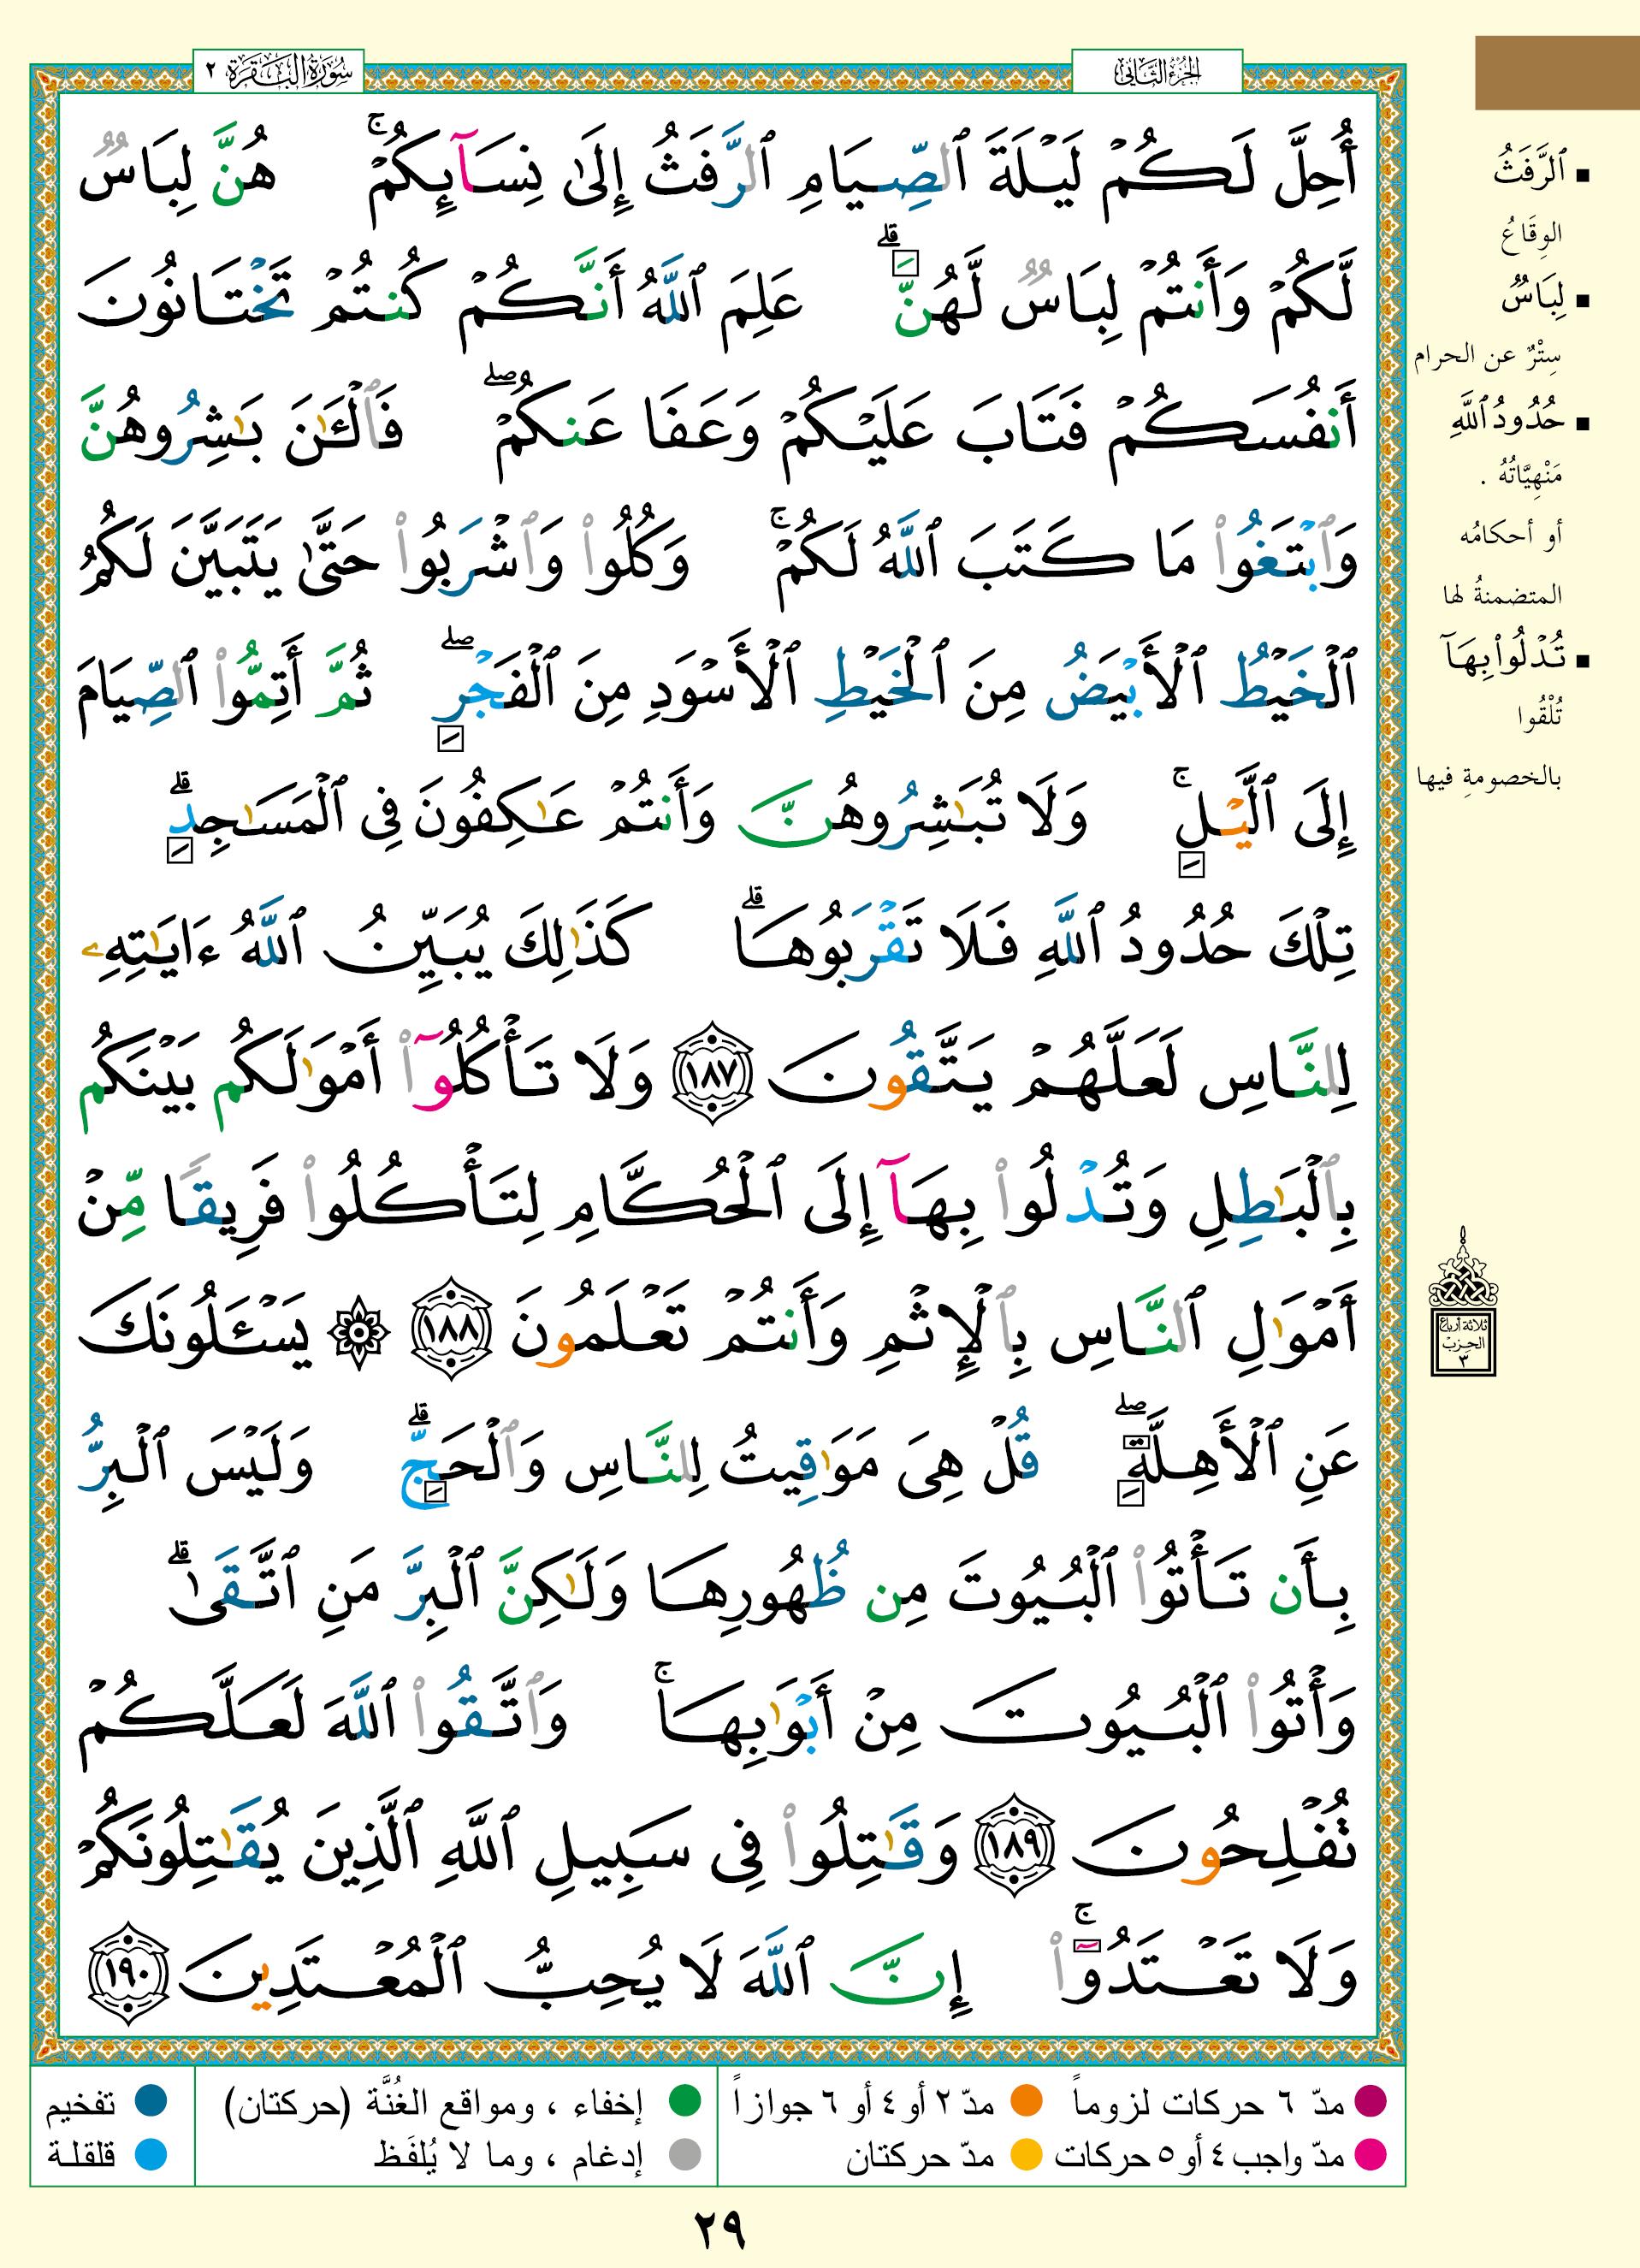 الجزء الثاني
سورة البقرة ٢
أُحِلَّ لَكُمْ لَيْلَةَ ٱلصِّيَامِ ٱلرَّفَثُ إِلَىٰ نِسَآئِكُمْ ۚ هُنَّ لِبَاسٌ
لَّكُمْ وَأَنتُمْ لِبَاسٌ لَّهُنَّ ۗ عَلِمَ ٱللَّهُ أَنَّكُمْ كُنتُمْ تَخْتَانُونَ
أَنفُسَكُمْ فَتَابَ عَلَيْكُمْ وَعَفَا عَنكُمْ ۖ فَٱلْـَٰٔنَ بَـٰشِرُوهُنَّ
وَٱبْتَغُوا۟ مَا كَتَبَ ٱللَّهُ لَكُمْ ۚ وَكُلُوا۟ وَٱشْرَبُوا۟ حَتَّىٰ يَتَبَيَّنَ لَكُمُ
ٱلْخَيْطُ ٱلْأَبْيَضُ مِنَ ٱلْخَيْطِ ٱلْأَسْوَدِ مِنَ ٱلْفَجْرِ ۖ ثُمَّ أَتِمُّوا۟ ٱلصِّيَامَ
إِلَى ٱلَّيْلِ ۚ وَلَا تُبَـٰشِرُوهُنَّ وَأَنتُمْ عَـٰكِفُونَ فِى ٱلْمَسَـٰجِدِ ۗ
تِلْكَ حُدُودُ ٱللَّهِ فَلَا تَقْرَبُوهَا ۗ كَذَٰلِكَ يُبَيِّنُ ٱللَّهُ ءَايَـٰتِهِۦ
لِلنَّاسِ لَعَلَّهُمْ يَتَّقُونَ ١٨٧ وَلَا تَأْكُلُوٓا۟ أَمْوَٰلَكُم بَيْنَكُم
بِٱلْبَـٰطِلِ وَتُدْلُوا۟ بِهَآ إِلَى ٱلْحُكَّامِ لِتَأْكُلُوا۟ فَرِيقًا مِّنْ
أَمْوَٰلِ ٱلنَّاسِ بِٱلْإِثْمِ وَأَنتُمْ تَعْلَمُونَ ١٨٨ ۞ يَسْـَٔلُونَكَ
عَنِ ٱلْأَهِلَّةِ ۖ قُلْ هِىَ مَوَٰقِيتُ لِلنَّاسِ وَٱلْحَجِّ ۗ وَلَيْسَ ٱلْبِرُّ
بِأَن تَأْتُوا۟ ٱلْبُيُوتَ مِن ظُهُورِهَا وَلَـٰكِنَّ ٱلْبِرَّ مَنِ ٱتَّقَىٰ ۗ
وَأْتُوا۟ ٱلْبُيُوتَ مِنْ أَبْوَٰبِهَا ۚ وَٱتَّقُوا۟ ٱللَّهَ لَعَلَّكُمْ
تُفْلِحُونَ ١٨٩ وَقَـٰتِلُوا۟ فِى سَبِيلِ ٱللَّهِ ٱلَّذِينَ يُقَـٰتِلُونَكُمْ
وَلَا تَعْتَدُوٓا۟ ۚ إِنَّ ٱللَّهَ لَا يُحِبُّ ٱلْمُعْتَدِينَ ١٩٠
▪ ٱلرَّفَثُ
الوِقَاعُ
▪ لِبَاسٌ
سِتْرٌ عن الحرام
▪ حُدُودُ ٱللَّهِ
مَنْهِيَّاتُهُ .
أو أحكامُه
المتضمنةُ لها
▪ تُدْلُوا۟ بِهَآ
تُلْقُوا
بالخصومةِ فيها
ثلاثة أرباع
الحزب
٣
مدّ ٦ حركات لزوماً
مدّ ٢ أو ٤ أو ٦ جوازاً
إخفاء ، ومواقع الغُنَّة (حركتان)
تفخيم
مدّ واجب ٤ أو ٥ حركات
مدّ حركتان
إدغام ، وما لا يُلفَظ
قلقلة
٢٩